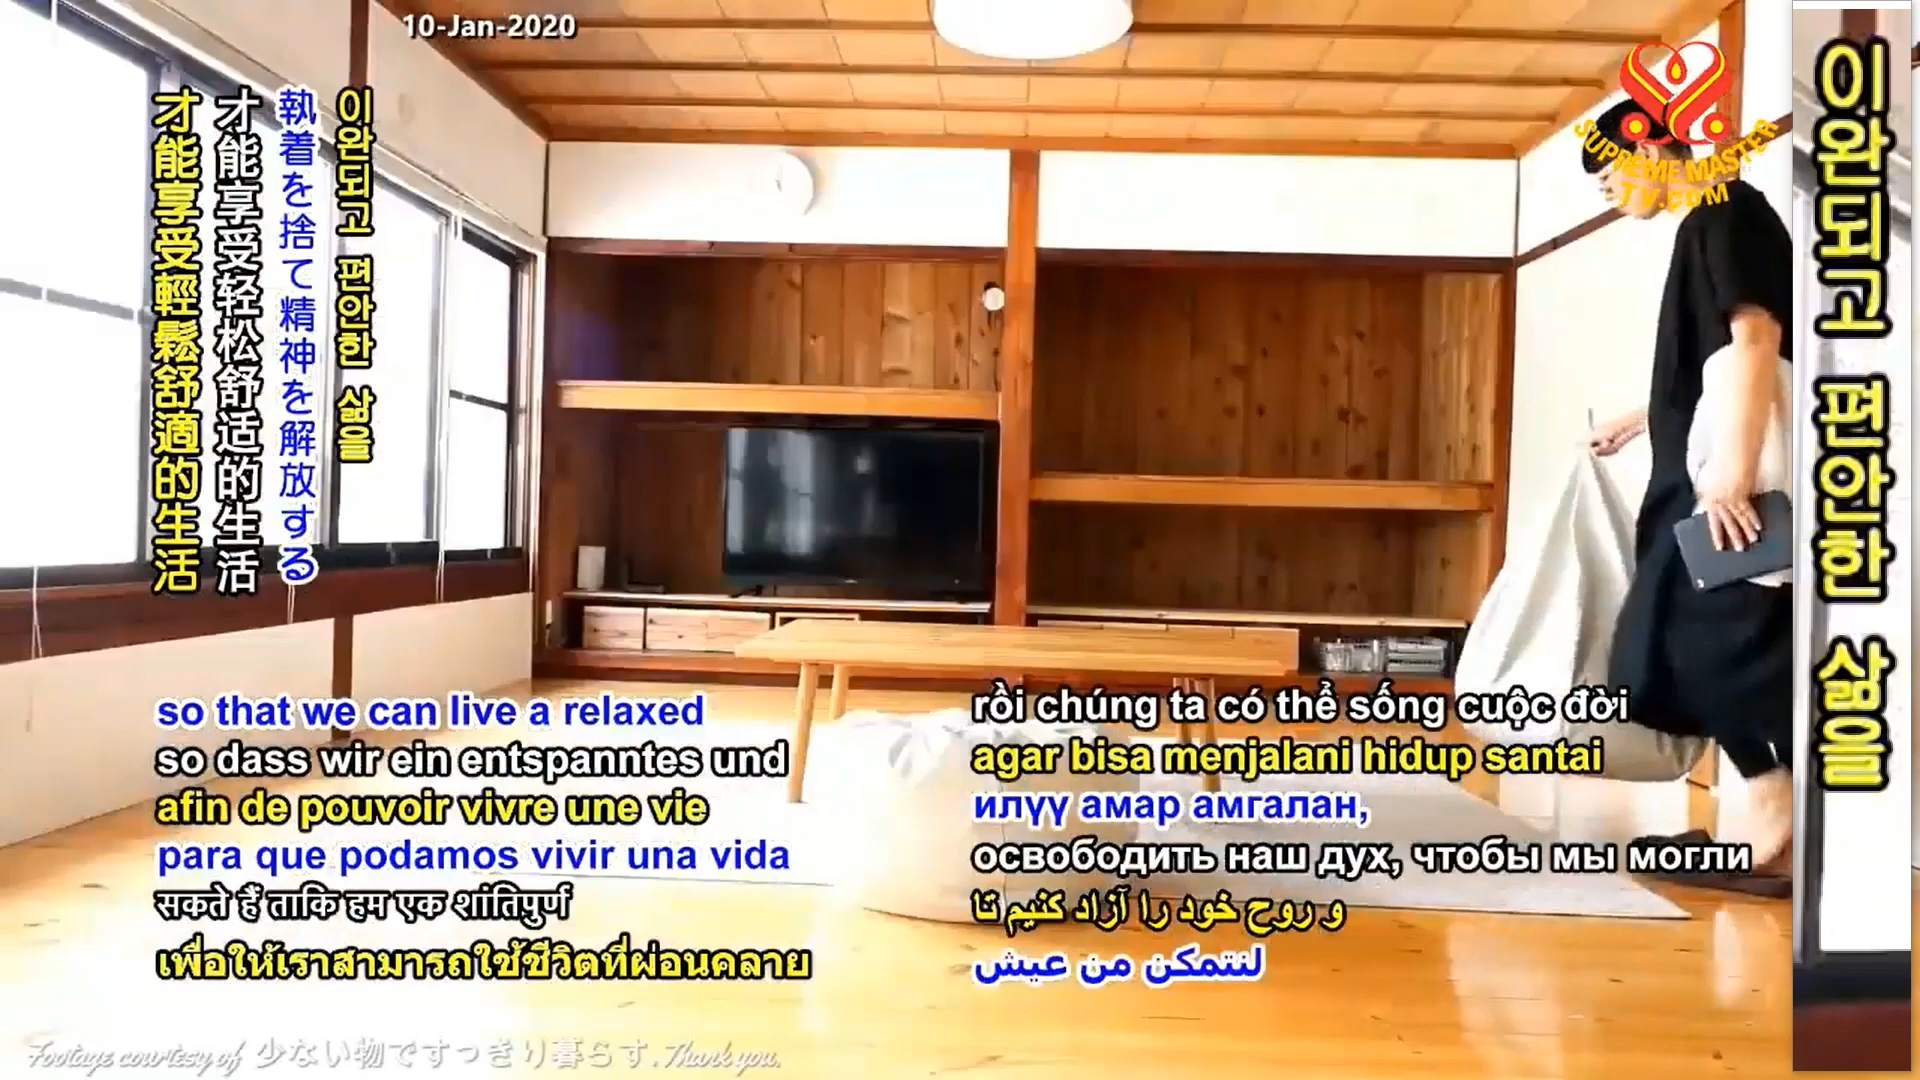 10-Jan-2020
SUPREME MASTER
TV.COM
이완되고 편안한 삶을
執着を捨て精神を解放する
才能享受轻松舒适的生活
才能享受輕鬆舒適的生活
so that we can live a relaxed
so dass wir ein entspanntes und
afin de pouvoir vivre une vie
para que podamos vivir una vida
सकते हैं ताकि हम एक शांतिपुर्ण
เพื่อให้เราสามารถใช้ชีวิตที่ผ่อนคลาย
rồi chúng ta có thể sống cuộc đời
agar bisa menjalani hidup santai
илүү амар амгалан,
освободить наш дух, чтобы мы могли
و روح خود را آزاد کنیم تا
لنتمكن من عيش
이완되고 편안한 삶을
Footage courtesy of 少ない物ですっきり暮らす. Thank you.